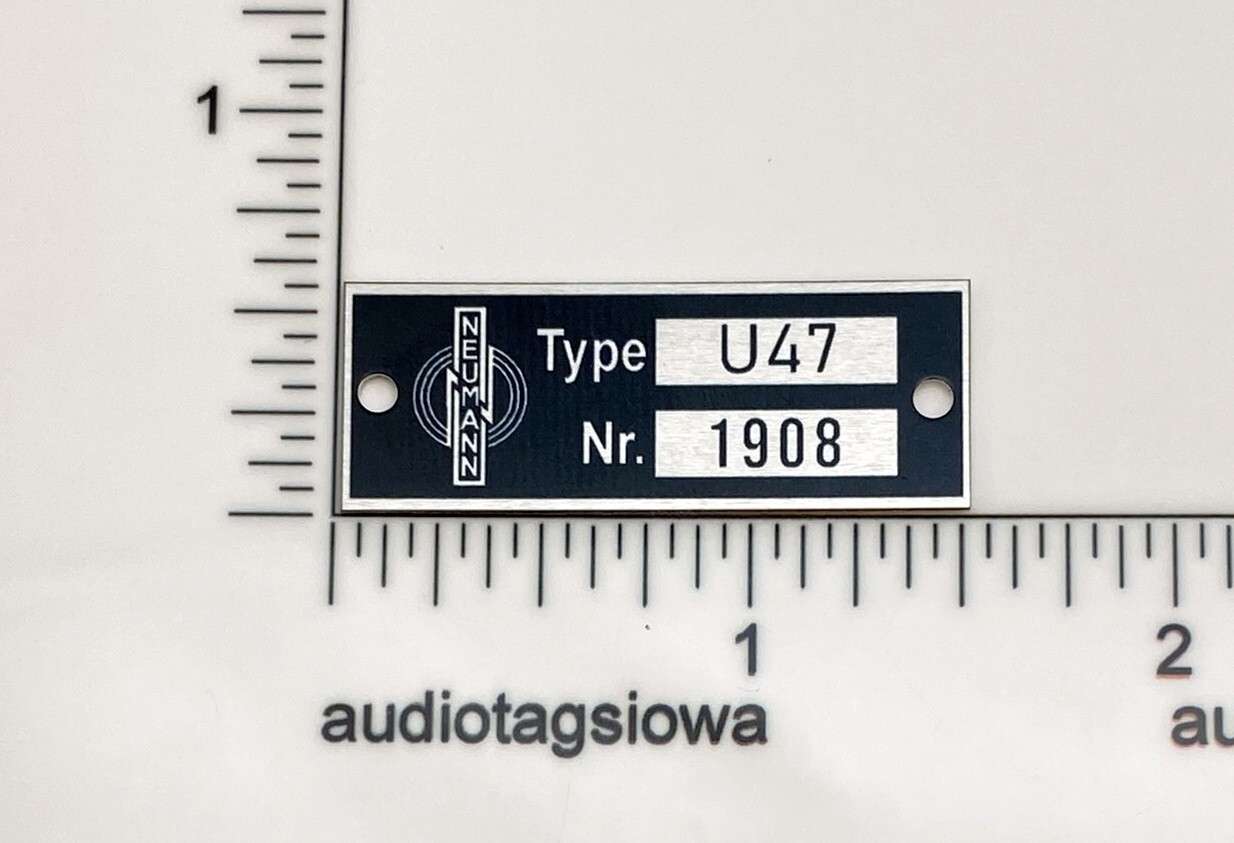 1
NEUMANN
Type U47
Nr. 1908
1 2
audiotagsiowa au